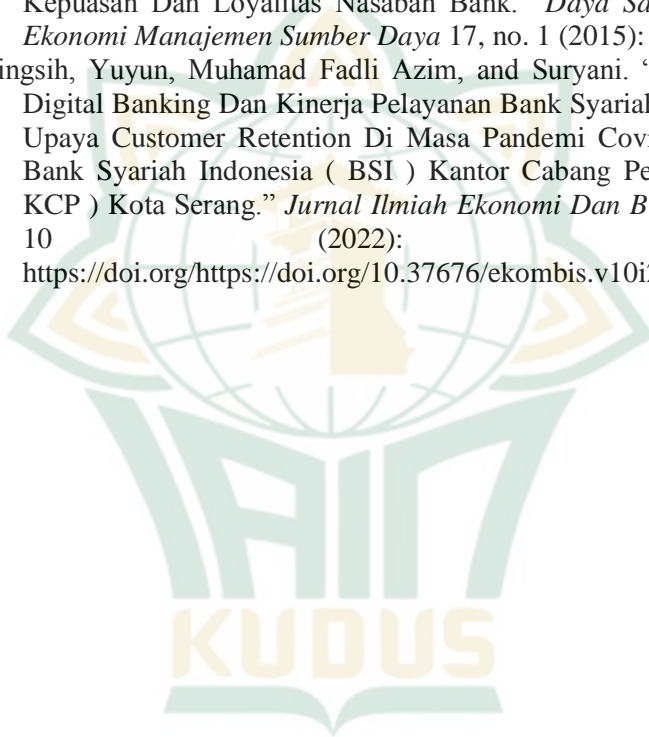 Kepuasan Dan Loyalitas Nasabah Bank." Daya Sa
Ekonomi Manajemen Sumber Daya 17, no. 1 (2015):
ingsih, Yuyun, Muhamad Fadli Azim, and Suryani. "
Digital Banking Dan Kinerja Pelayanan Bank Syariah
Upaya Customer Retention Di Masa Pandemi Covi
Bank Syariah Indonesia ( BSI ) Kantor Cabang Pe
KCP ) Kota Serang." Jurnal Ilmiah Ekonomi Dan B
10 (2022):
https://doi.org/https://doi.org/10.37676/ekombis.v10i
IAIN
KUDUS